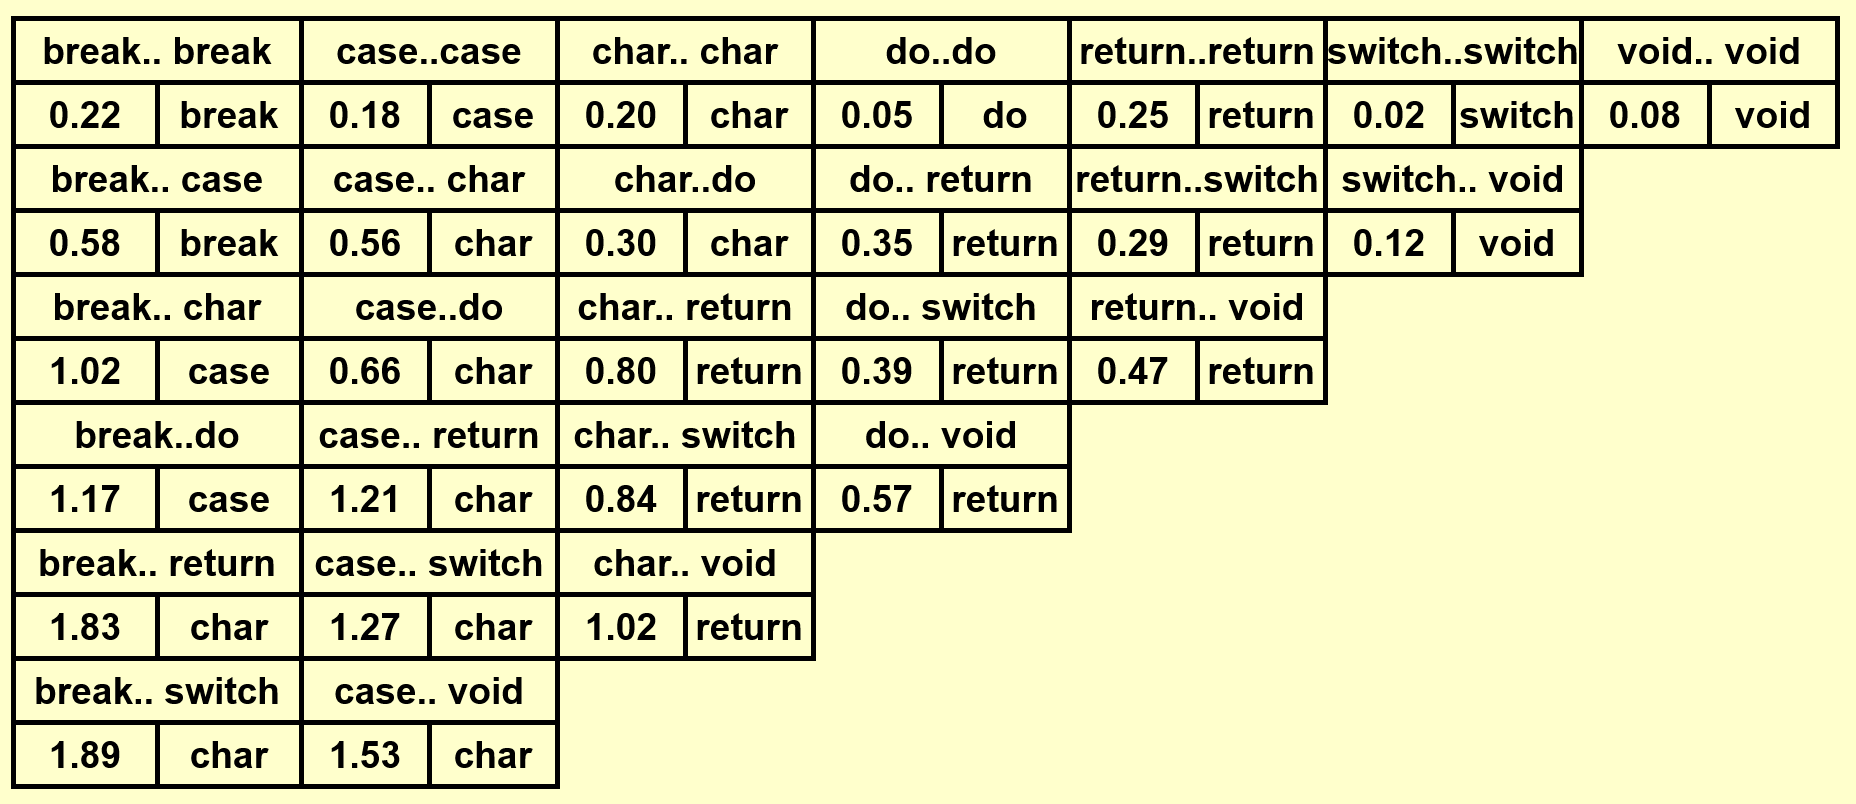 break.. break case..case char.. char do..do return..return switch..switch void.. void
0.22 break 0.18 case 0.20 char 0.05 do 0.25 return 0.02 switch 0.08 void
break.. case case.. char char..do do.. return return..switch switch.. void
0.58 break 0.56 char 0.30 char 0.35 return 0.29 return 0.12 void
break.. char case..do char.. return do.. switch return.. void
1.02 case 0.66 char 0.80 return 0.39 return 0.47 return
break..do case.. return char.. switch do.. void
1.17 case 1.21 char 0.84 return 0.57 return
break.. return case.. switch char.. void
1.83 char 1.27 char 1.02 return
break.. switch case.. void
1.89 char 1.53 char